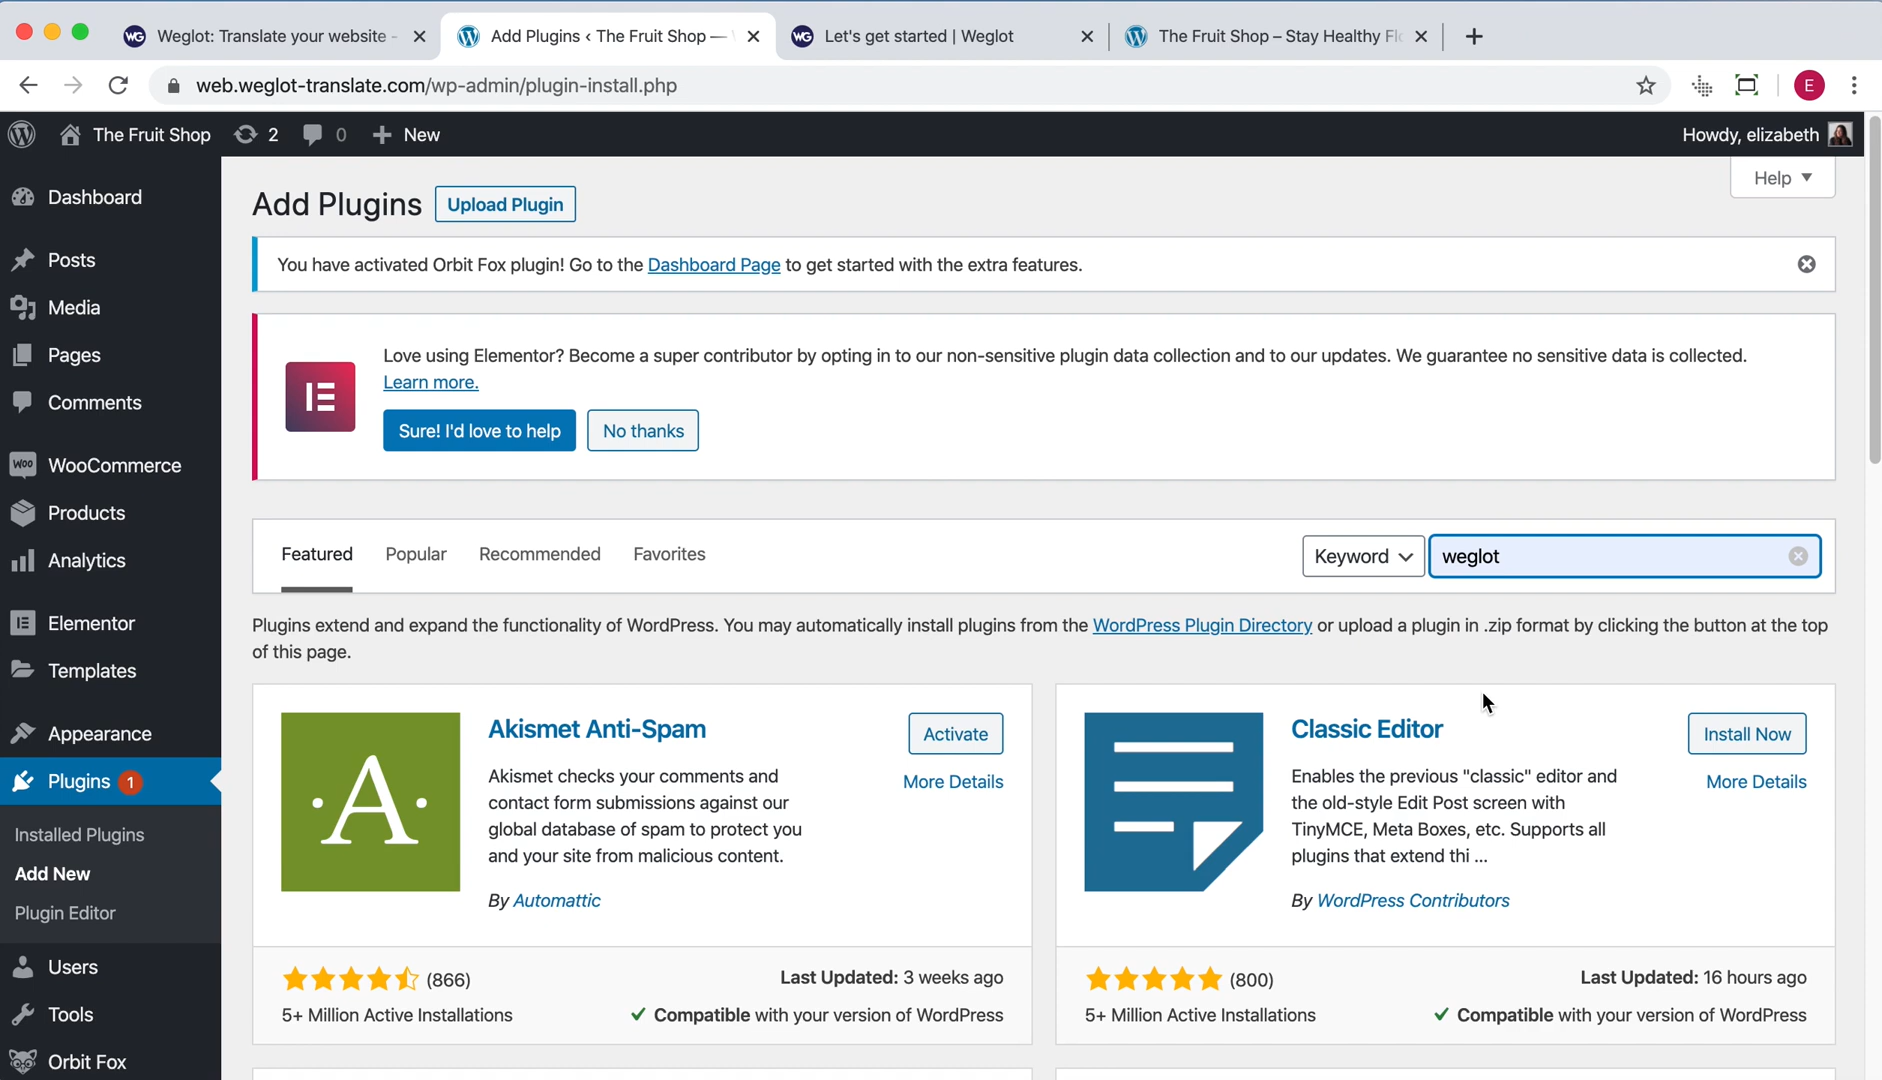 WG Weglot: Translate your website -
Add Plugins ‹ The Fruit Shop — W
WG Let's get started | Weglot
The Fruit Shop – Stay Healthy Fl
web.weglot-translate.com/wp-admin/plugin-install.php
E
The Fruit Shop
2
0
New
Howdy, elizabeth
Dashboard
Posts
Media
Pages
Comments
Woo WooCommerce
Products
Analytics
Elementor
Templates
Appearance
Plugins 1
Installed Plugins
Add New
Plugin Editor
Users
Tools
Orbit Fox
Help
Add Plugins
Upload Plugin
You have activated Orbit Fox plugin! Go to the Dashboard Page to get started with the extra features.
Love using Elementor? Become a super contributor by opting in to our non-sensitive plugin data collection and to our updates. We guarantee no sensitive data is collected.
Learn more.
Sure! I'd love to help
No thanks
Featured
Popular
Recommended
Favorites
Keyword
weglot
Plugins extend and expand the functionality of WordPress. You may automatically install plugins from the WordPress Plugin Directory or upload a plugin in .zip format by clicking the button at the top
of this page.
·A·
Akismet Anti-Spam
Activate
More Details
Akismet checks your comments and
contact form submissions against our
global database of spam to protect you
and your site from malicious content.
By Automattic
(866)
Last Updated: 3 weeks ago
5+ Million Active Installations
Compatible with your version of WordPress
Classic Editor
Install Now
More Details
Enables the previous "classic" editor and
the old-style Edit Post screen with
TinyMCE, Meta Boxes, etc. Supports all
plugins that extend thi ...
By WordPress Contributors
(800)
Last Updated: 16 hours ago
5+ Million Active Installations
Compatible with your version of WordPress